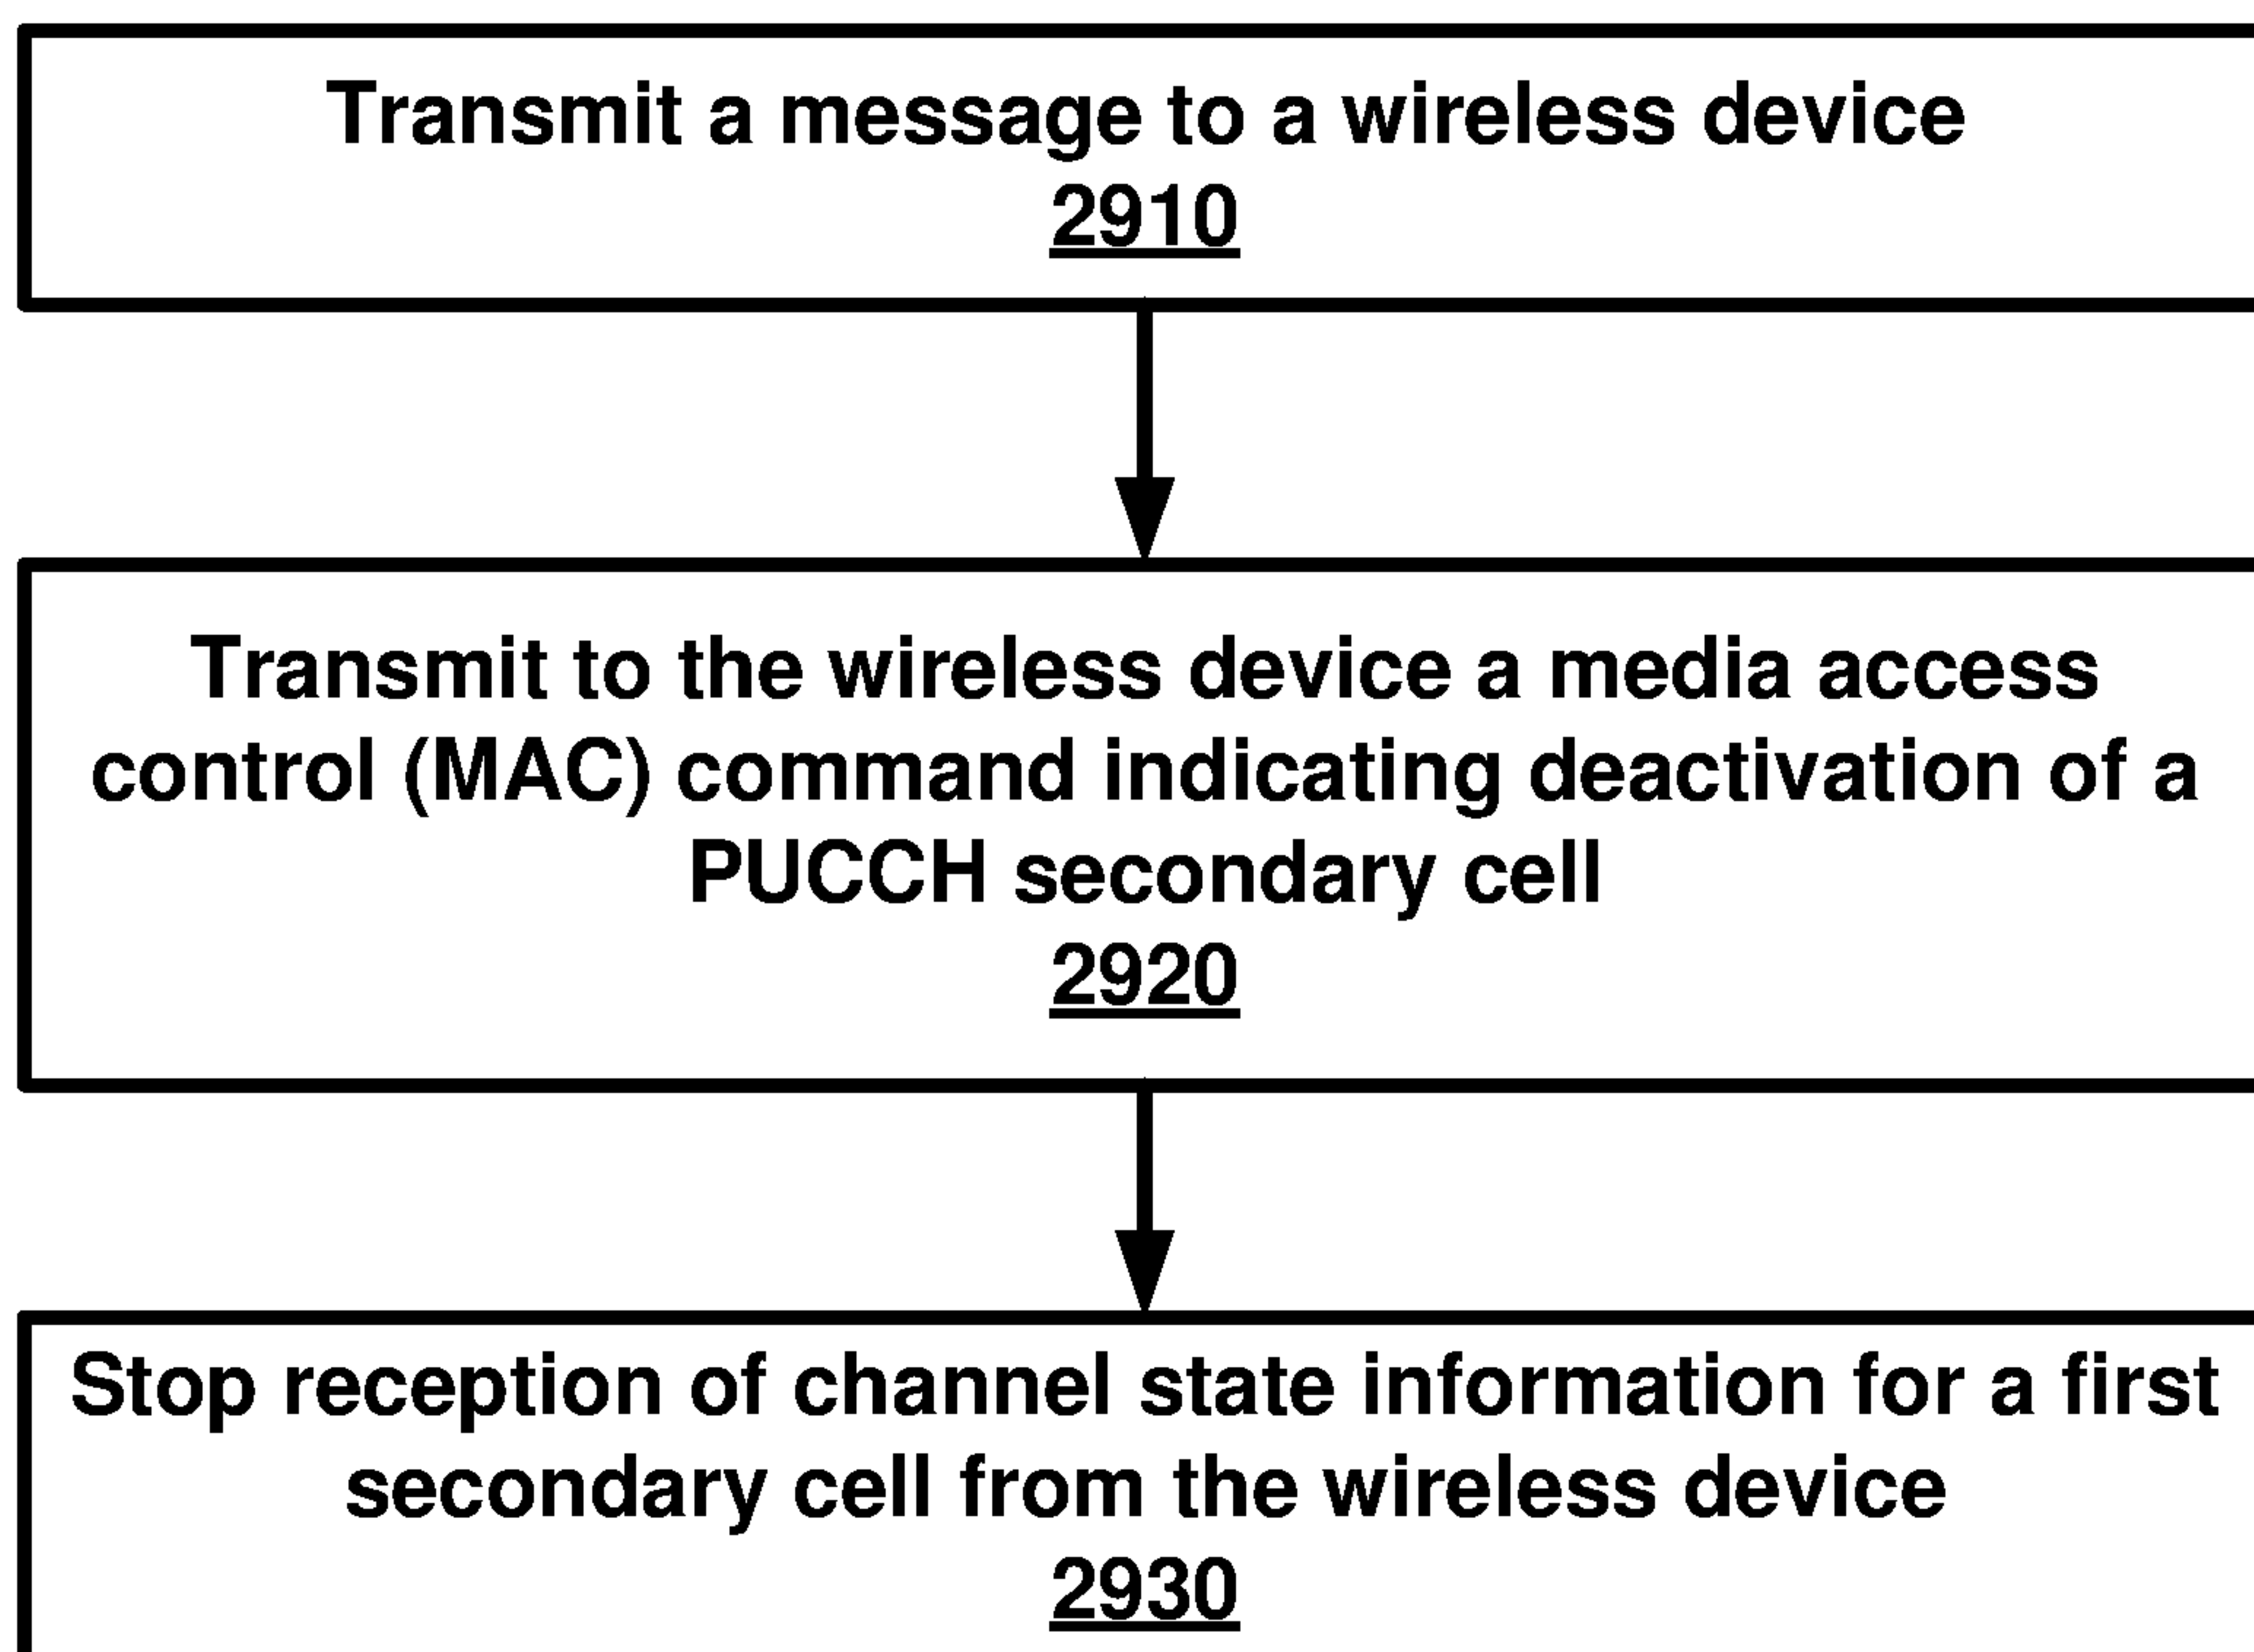 Transmit a message to a wireless device
2910
Transmit to the wireless device a media access
control (MAC) command indicating deactivation of a
PUCCH secondary cell
2920
Stop reception of channel state information for a first
secondary cell from the wireless device
2930